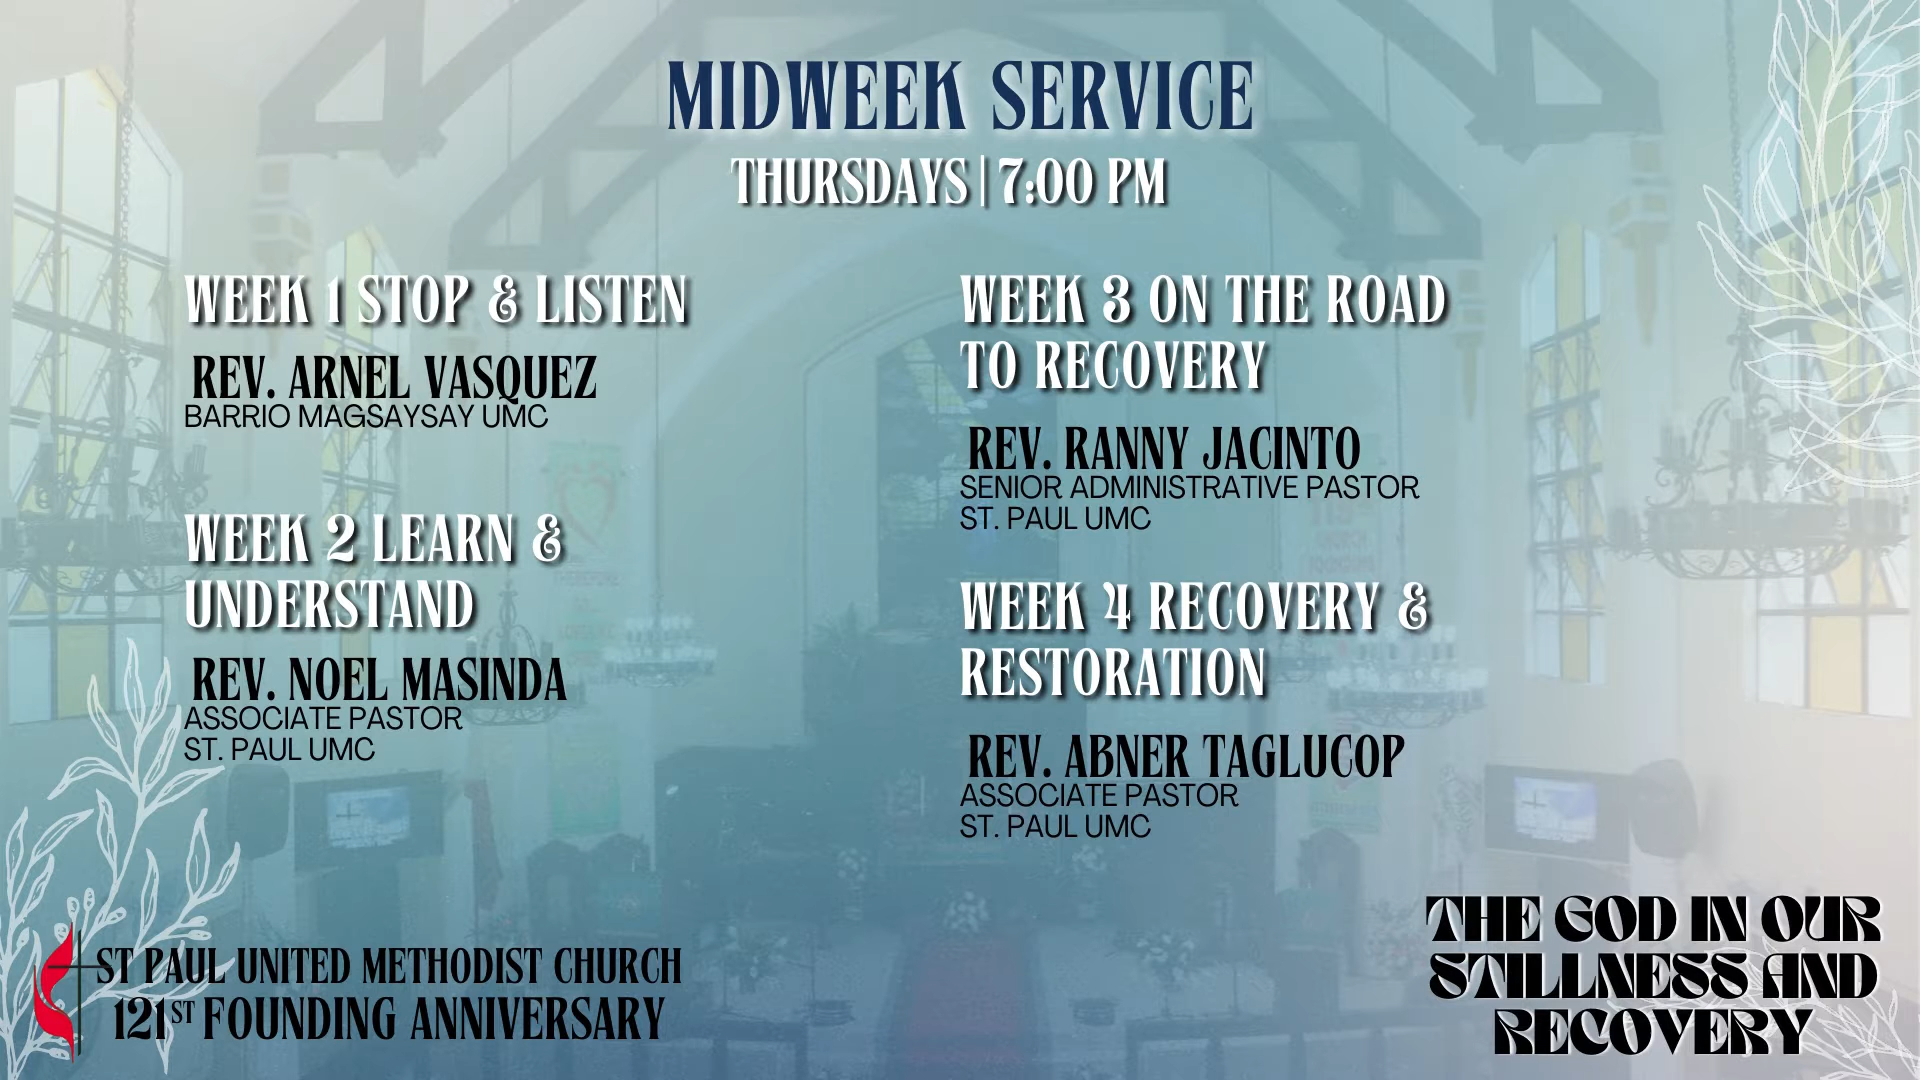 MIDWEEK SERVICE
THURSDAYS | 7:00 PM
WEEK 1 STOP & LISTEN
REV. ARNEL VASQUEZ
BARRIO MAGSAYSAY UMC
WEEK 2 LEARN &
UNDERSTAND
REV. NOEL MASINDA
ASSOCIATE PASTOR
ST. PAUL UMC
WEEK 3 ON THE ROAD
TO RECOVERY
REV. RANNY JACINTO
SENIOR ADMINISTRATIVE PASTOR
ST. PAUL UMC
WEEK 4 RECOVERY &
RESTORATION
REV. ABNER TAGLUCOP
ASSOCIATE PASTOR
ST. PAUL UMC
ST PAUL UNITED METHODIST CHURCH
121ST FOUNDING ANNIVERSARY
THE GOD IN OUR
STILLNESS AND
RECOVERY